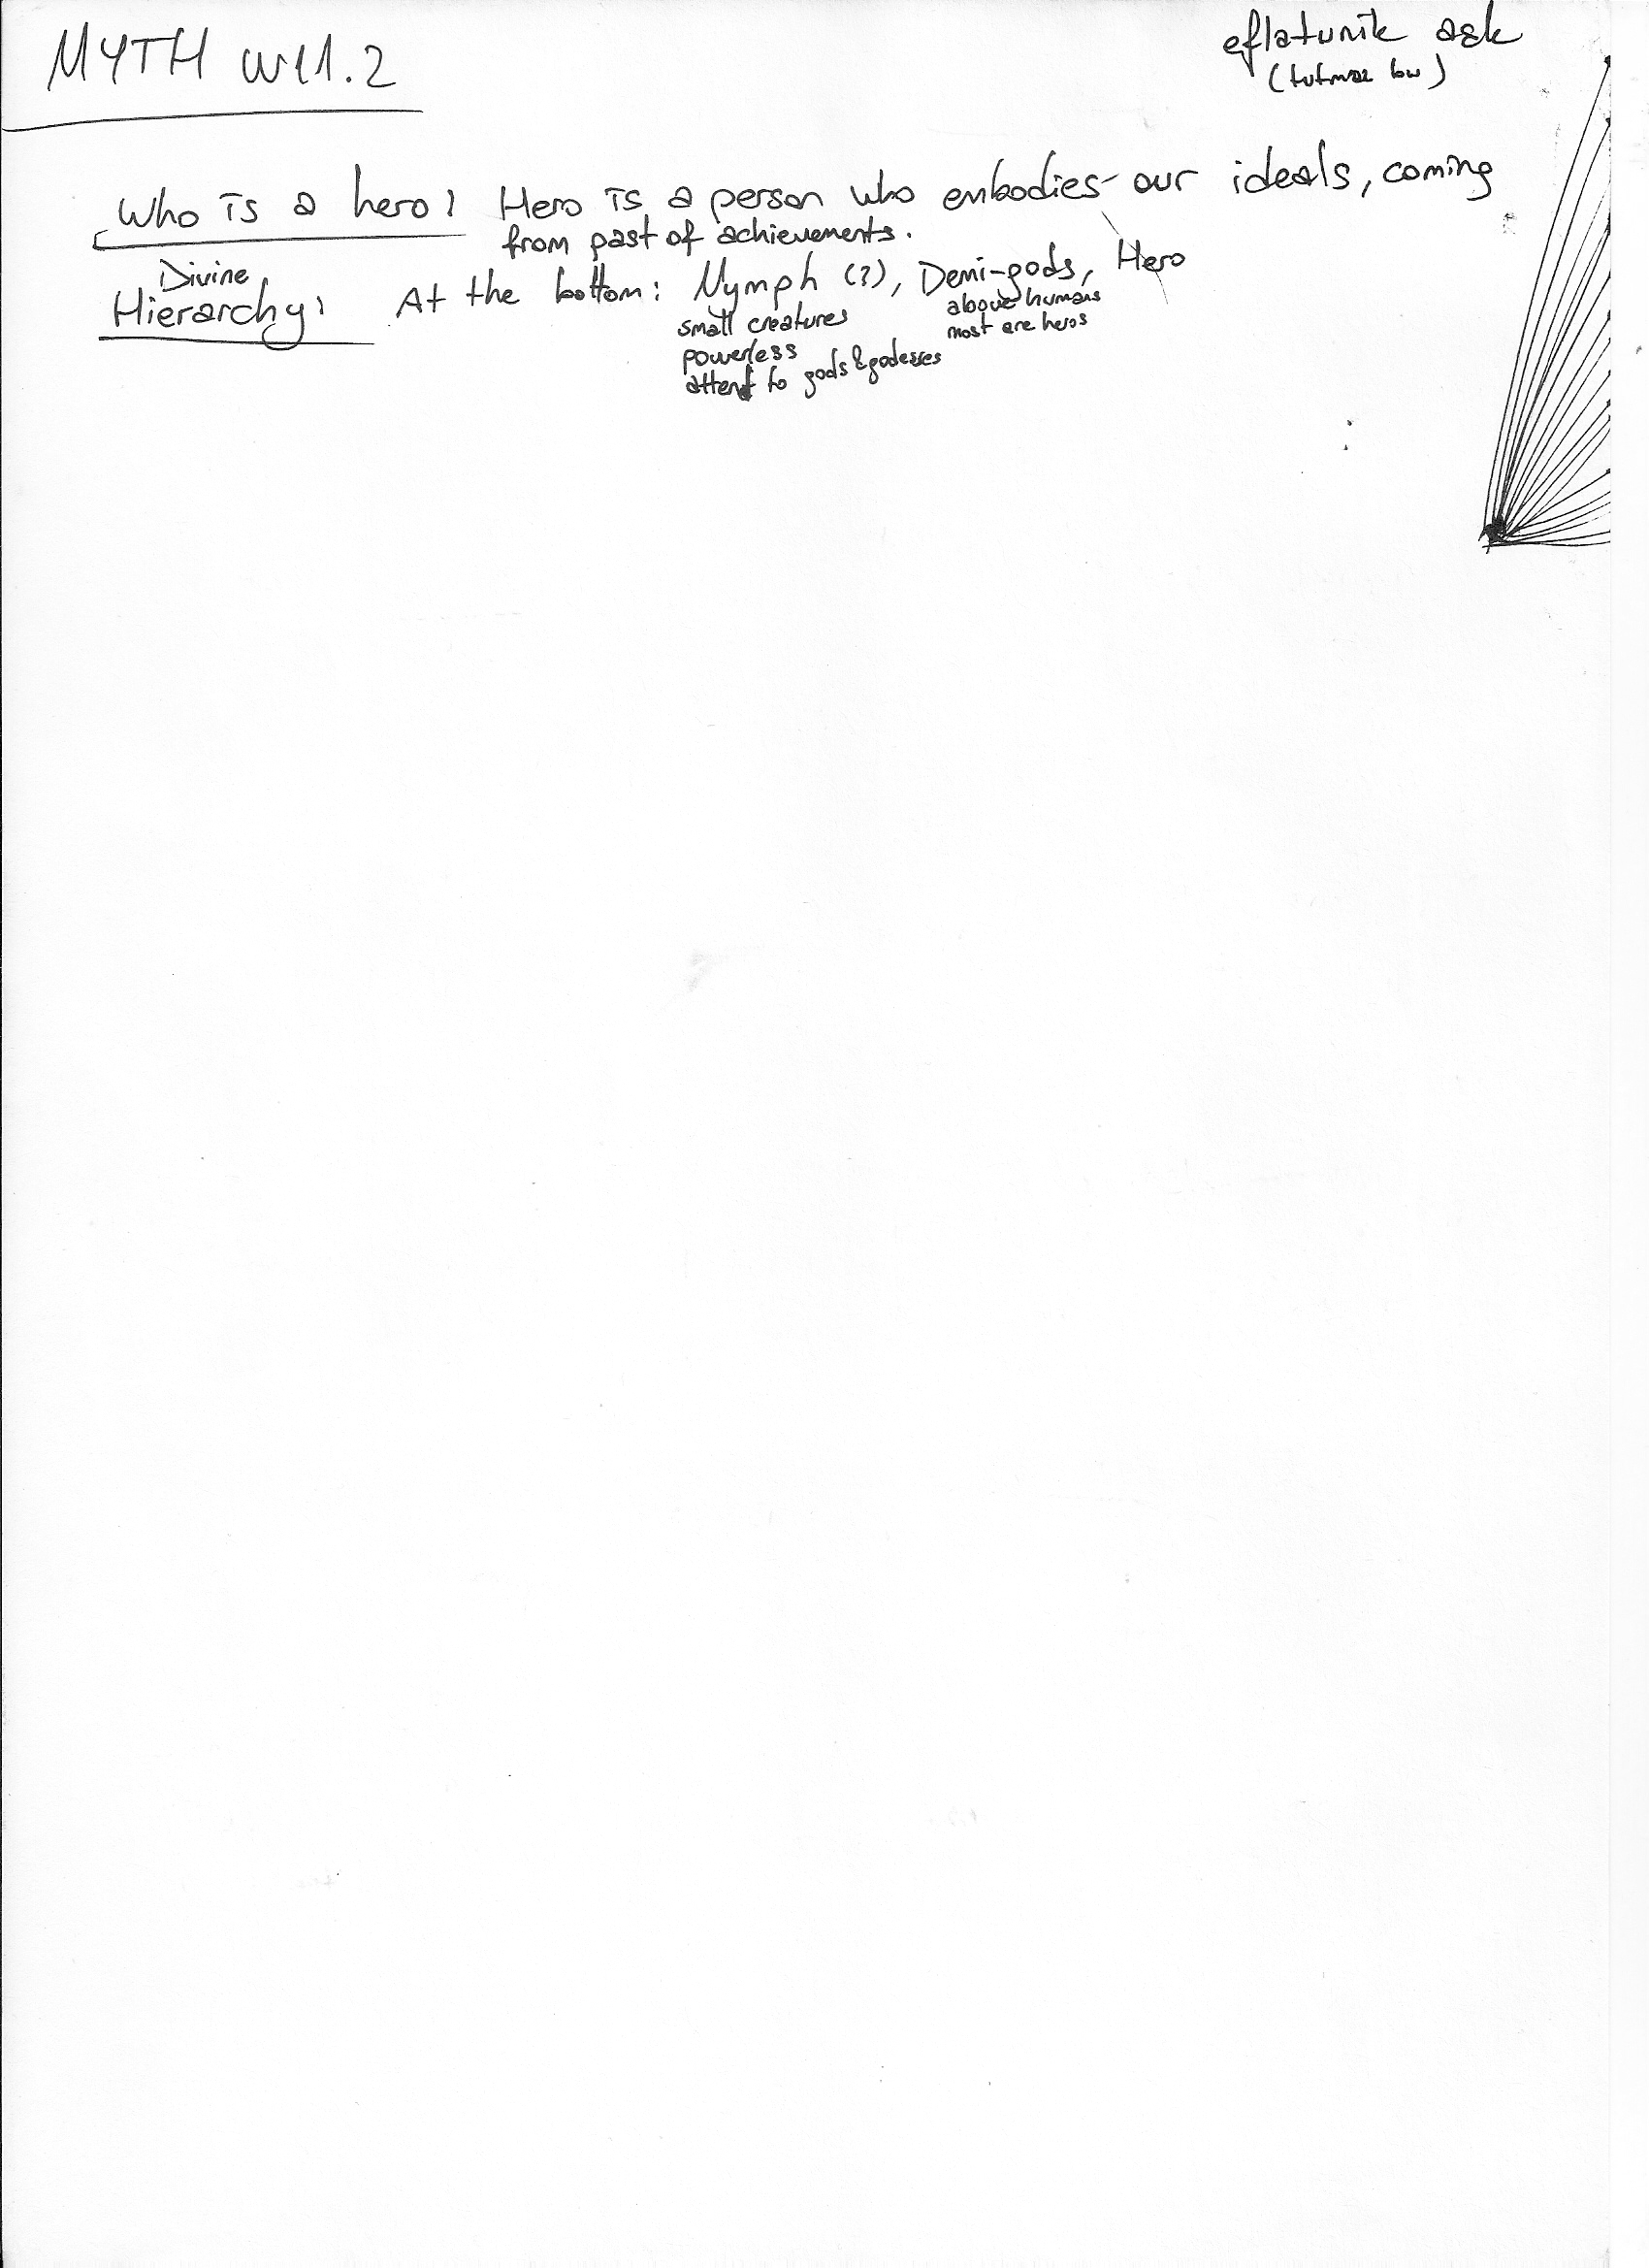 MYTH W11.2
eflatunik ask
(tutmaz bu)
Who is a hero? Hero is a person who embodies our ideals, coming
from past of achievements.
Divine
Hierarchy: At the bottom: Nymph (?), Demi-gods, Hero
small creatures
powerless
attend to gods & godesses
above humans
most are heros